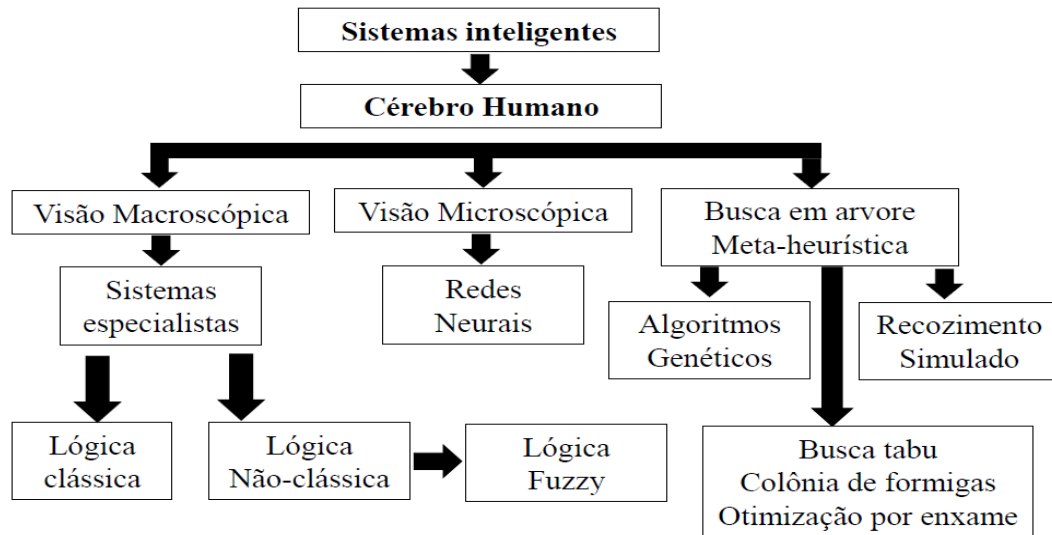 Sistemas inteligentes
Cérebro Humano
Visão Macroscópica
Visão Microscópica
Busca em arvore
Meta-heurística
Sistemas
especialistas
Redes
Neurais
Algoritmos
Genéticos
Recozimento
Simulado
Lógica
clássica
Lógica
Não-clássica
Lógica
Fuzzy
Busca tabu
Colônia de formigas
Otimização por enxame